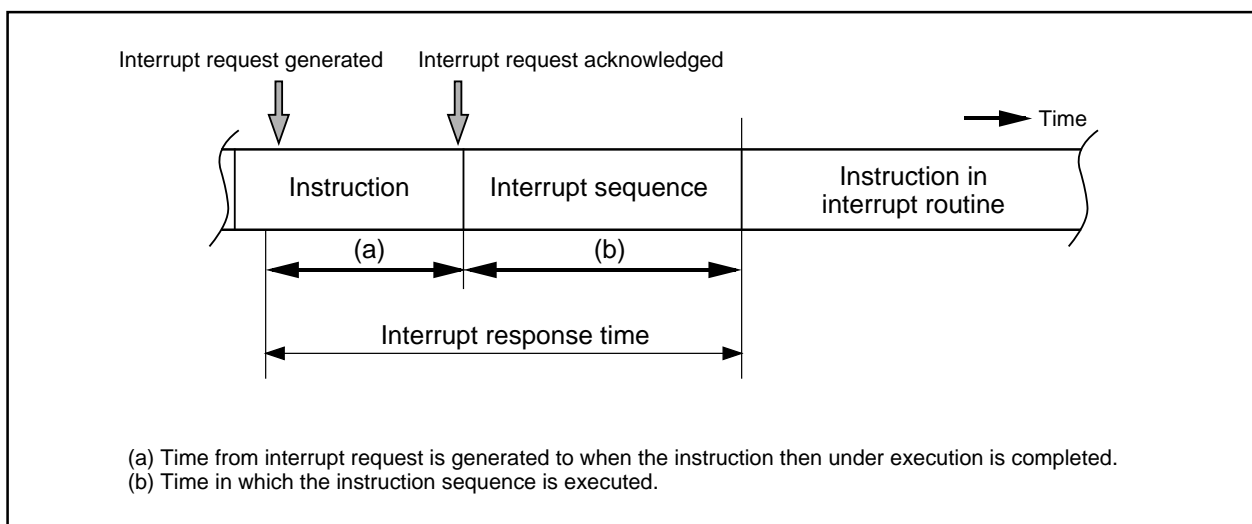 Interrupt request generated
Interrupt request acknowledged
Time
Instruction
Interrupt sequence
Instruction in
interrupt routine
(a)
(b)
Interrupt response time
(a) Time from interrupt request is generated to when the instruction then under execution is completed.
(b) Time in which the instruction sequence is executed.